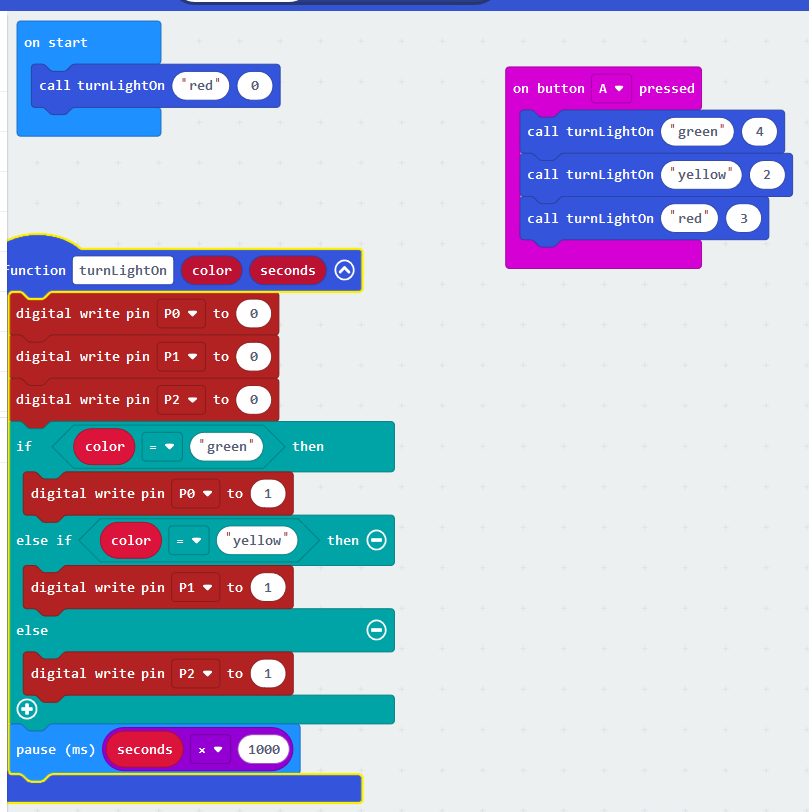 on start
call turnLightOn "red" 0
on button A pressed
call turnLightOn "green" 4
call turnLightOn "yellow" 2
call turnLightOn "red" 3
function turnLightOn color seconds
digital write pin P0 to 0
digital write pin P1 to 0
digital write pin P2 to 0
if color = "green" then
digital write pin P0 to 1
else if color = "yellow" then
digital write pin P1 to 1
else
digital write pin P2 to 1
pause (ms) seconds × 1000